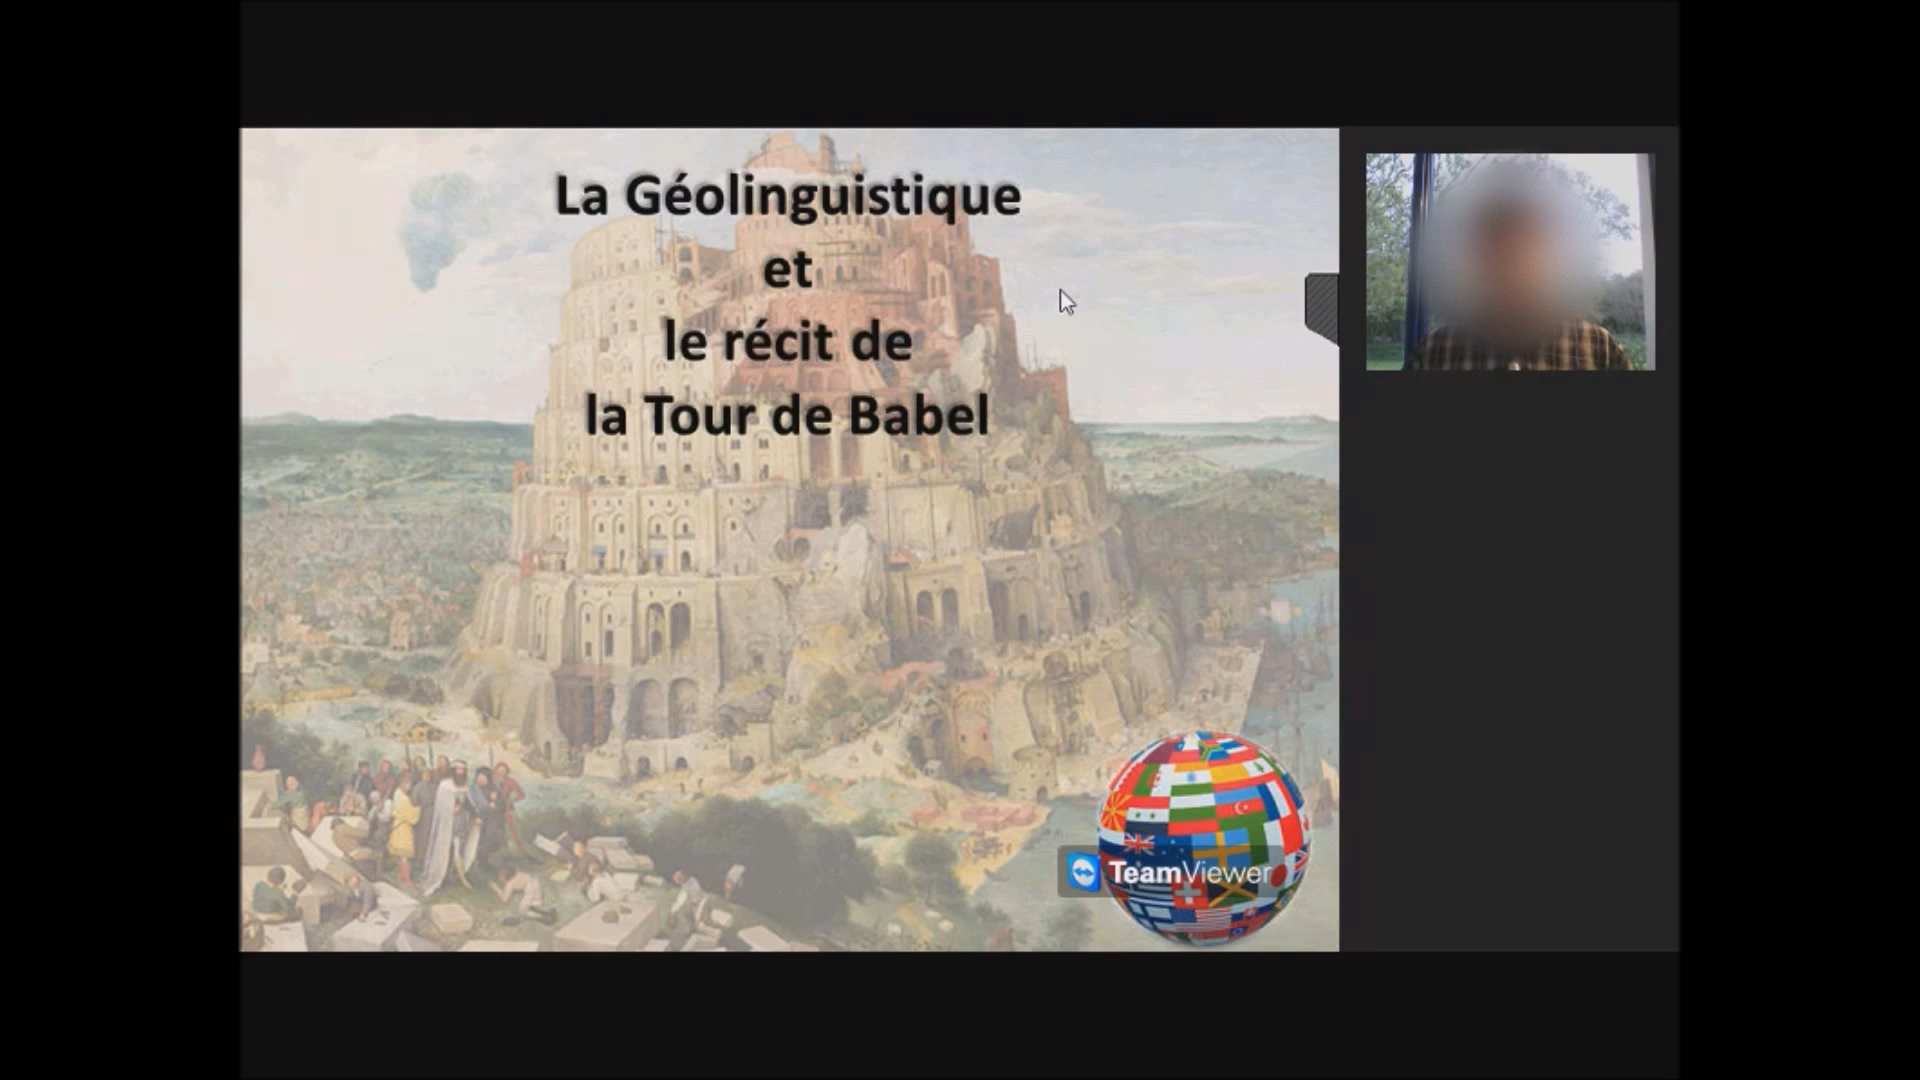 La Géolinguistique
et
le récit de
la Tour de Babel
TeamViewer